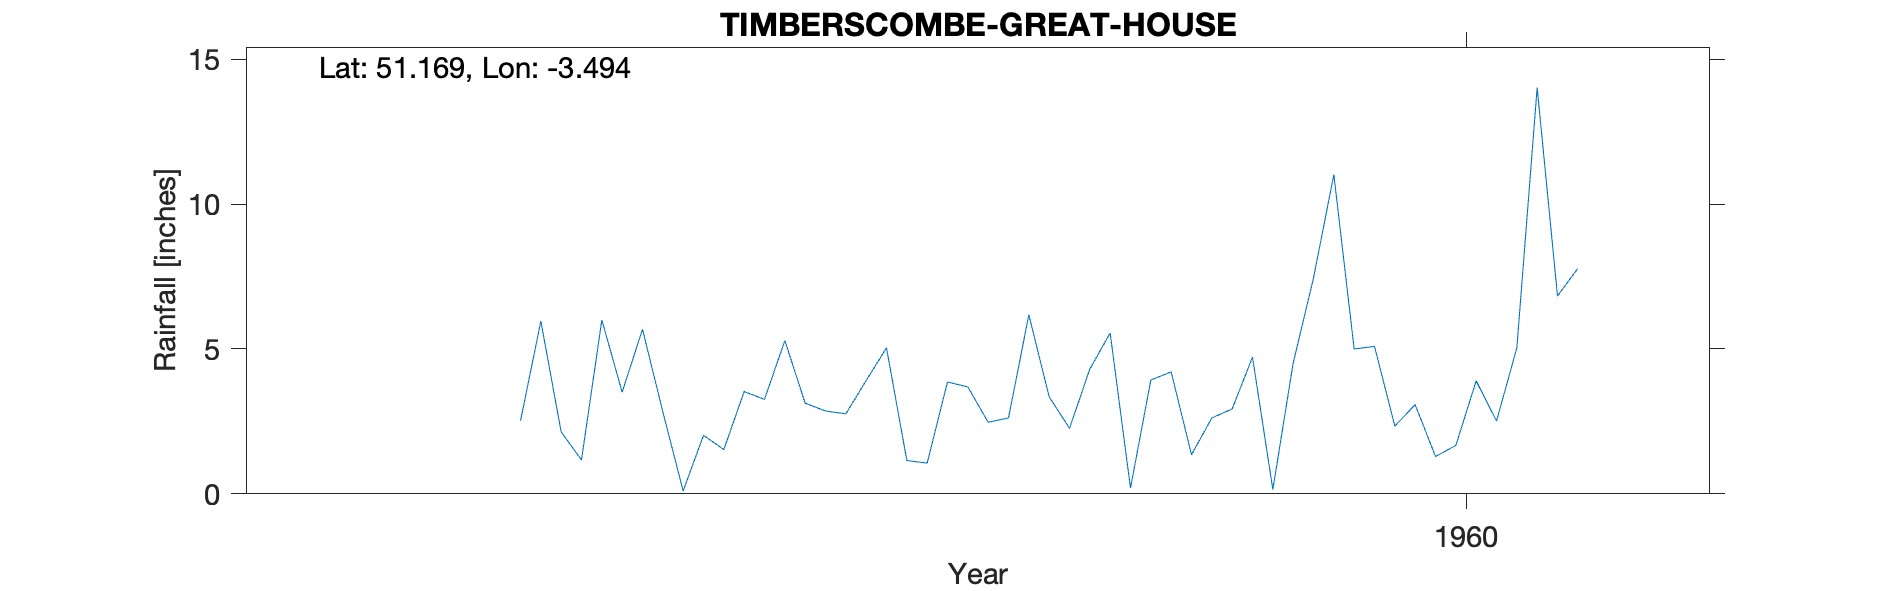 TIMBERSCOMBE-GREAT-HOUSE
Lat: 51.169, Lon: -3.494
15
10
5
0
Rainfall [inches]
1960
Year